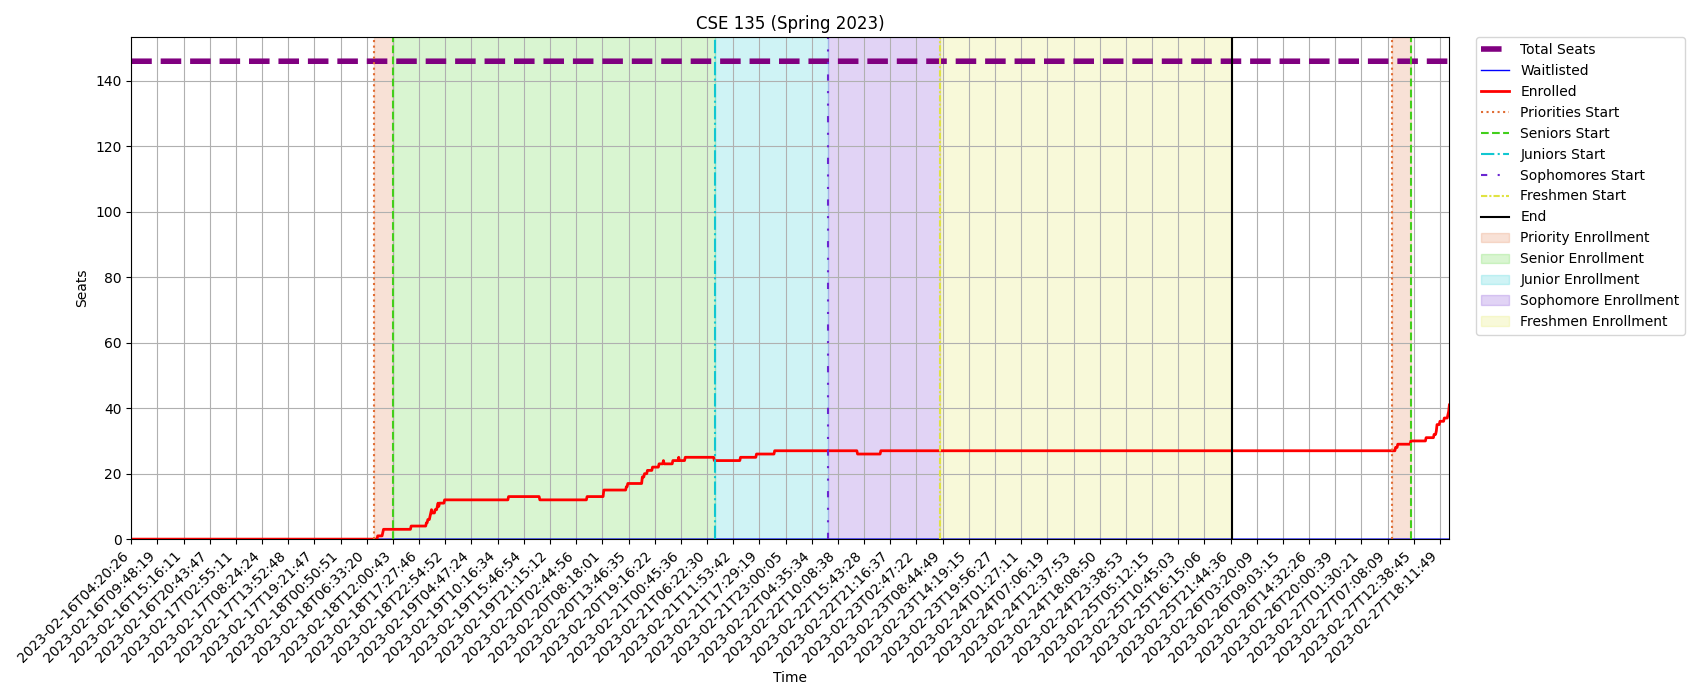 CSE 135 (Spring 2023)
Seats
140
120
100
80
60
40
20
0
2023-02-16T04:20:26
2023-02-16T09:48:19
2023-02-16T15:16:11
2023-02-16T20:43:47
2023-02-17T02:55:11
2023-02-17T08:24:24
2023-02-17T13:52:48
2023-02-17T19:21:47
2023-02-18T00:50:51
2023-02-18T06:33:20
2023-02-18T12:00:43
2023-02-18T17:27:46
2023-02-18T22:54:52
2023-02-19T04:47:24
2023-02-19T10:16:34
2023-02-19T15:46:54
2023-02-19T21:15:12
2023-02-20T02:44:56
2023-02-20T08:18:01
2023-02-20T13:46:35
2023-02-20T19:16:22
2023-02-21T00:45:36
2023-02-21T06:22:30
2023-02-21T11:53:42
2023-02-21T17:29:19
2023-02-21T23:00:05
2023-02-22T04:35:34
2023-02-22T10:08:38
2023-02-22T15:43:28
2023-02-22T21:16:37
2023-02-23T02:47:22
2023-02-23T08:44:49
2023-02-23T14:19:15
2023-02-23T19:56:27
2023-02-24T01:27:11
2023-02-24T07:06:19
2023-02-24T12:37:53
2023-02-24T18:08:50
2023-02-24T23:38:53
2023-02-25T05:12:15
2023-02-25T10:45:03
2023-02-25T16:15:06
2023-02-25T21:44:36
2023-02-26T03:20:09
2023-02-26T09:03:15
2023-02-26T14:32:26
2023-02-26T20:00:39
2023-02-27T01:30:21
2023-02-27T07:08:09
2023-02-27T12:38:45
2023-02-27T18:11:49
Time
Total Seats
Waitlisted
Enrolled
Priorities Start
Seniors Start
Juniors Start
Sophomores Start
Freshmen Start
End
Priority Enrollment
Senior Enrollment
Junior Enrollment
Sophomore Enrollment
Freshmen Enrollment